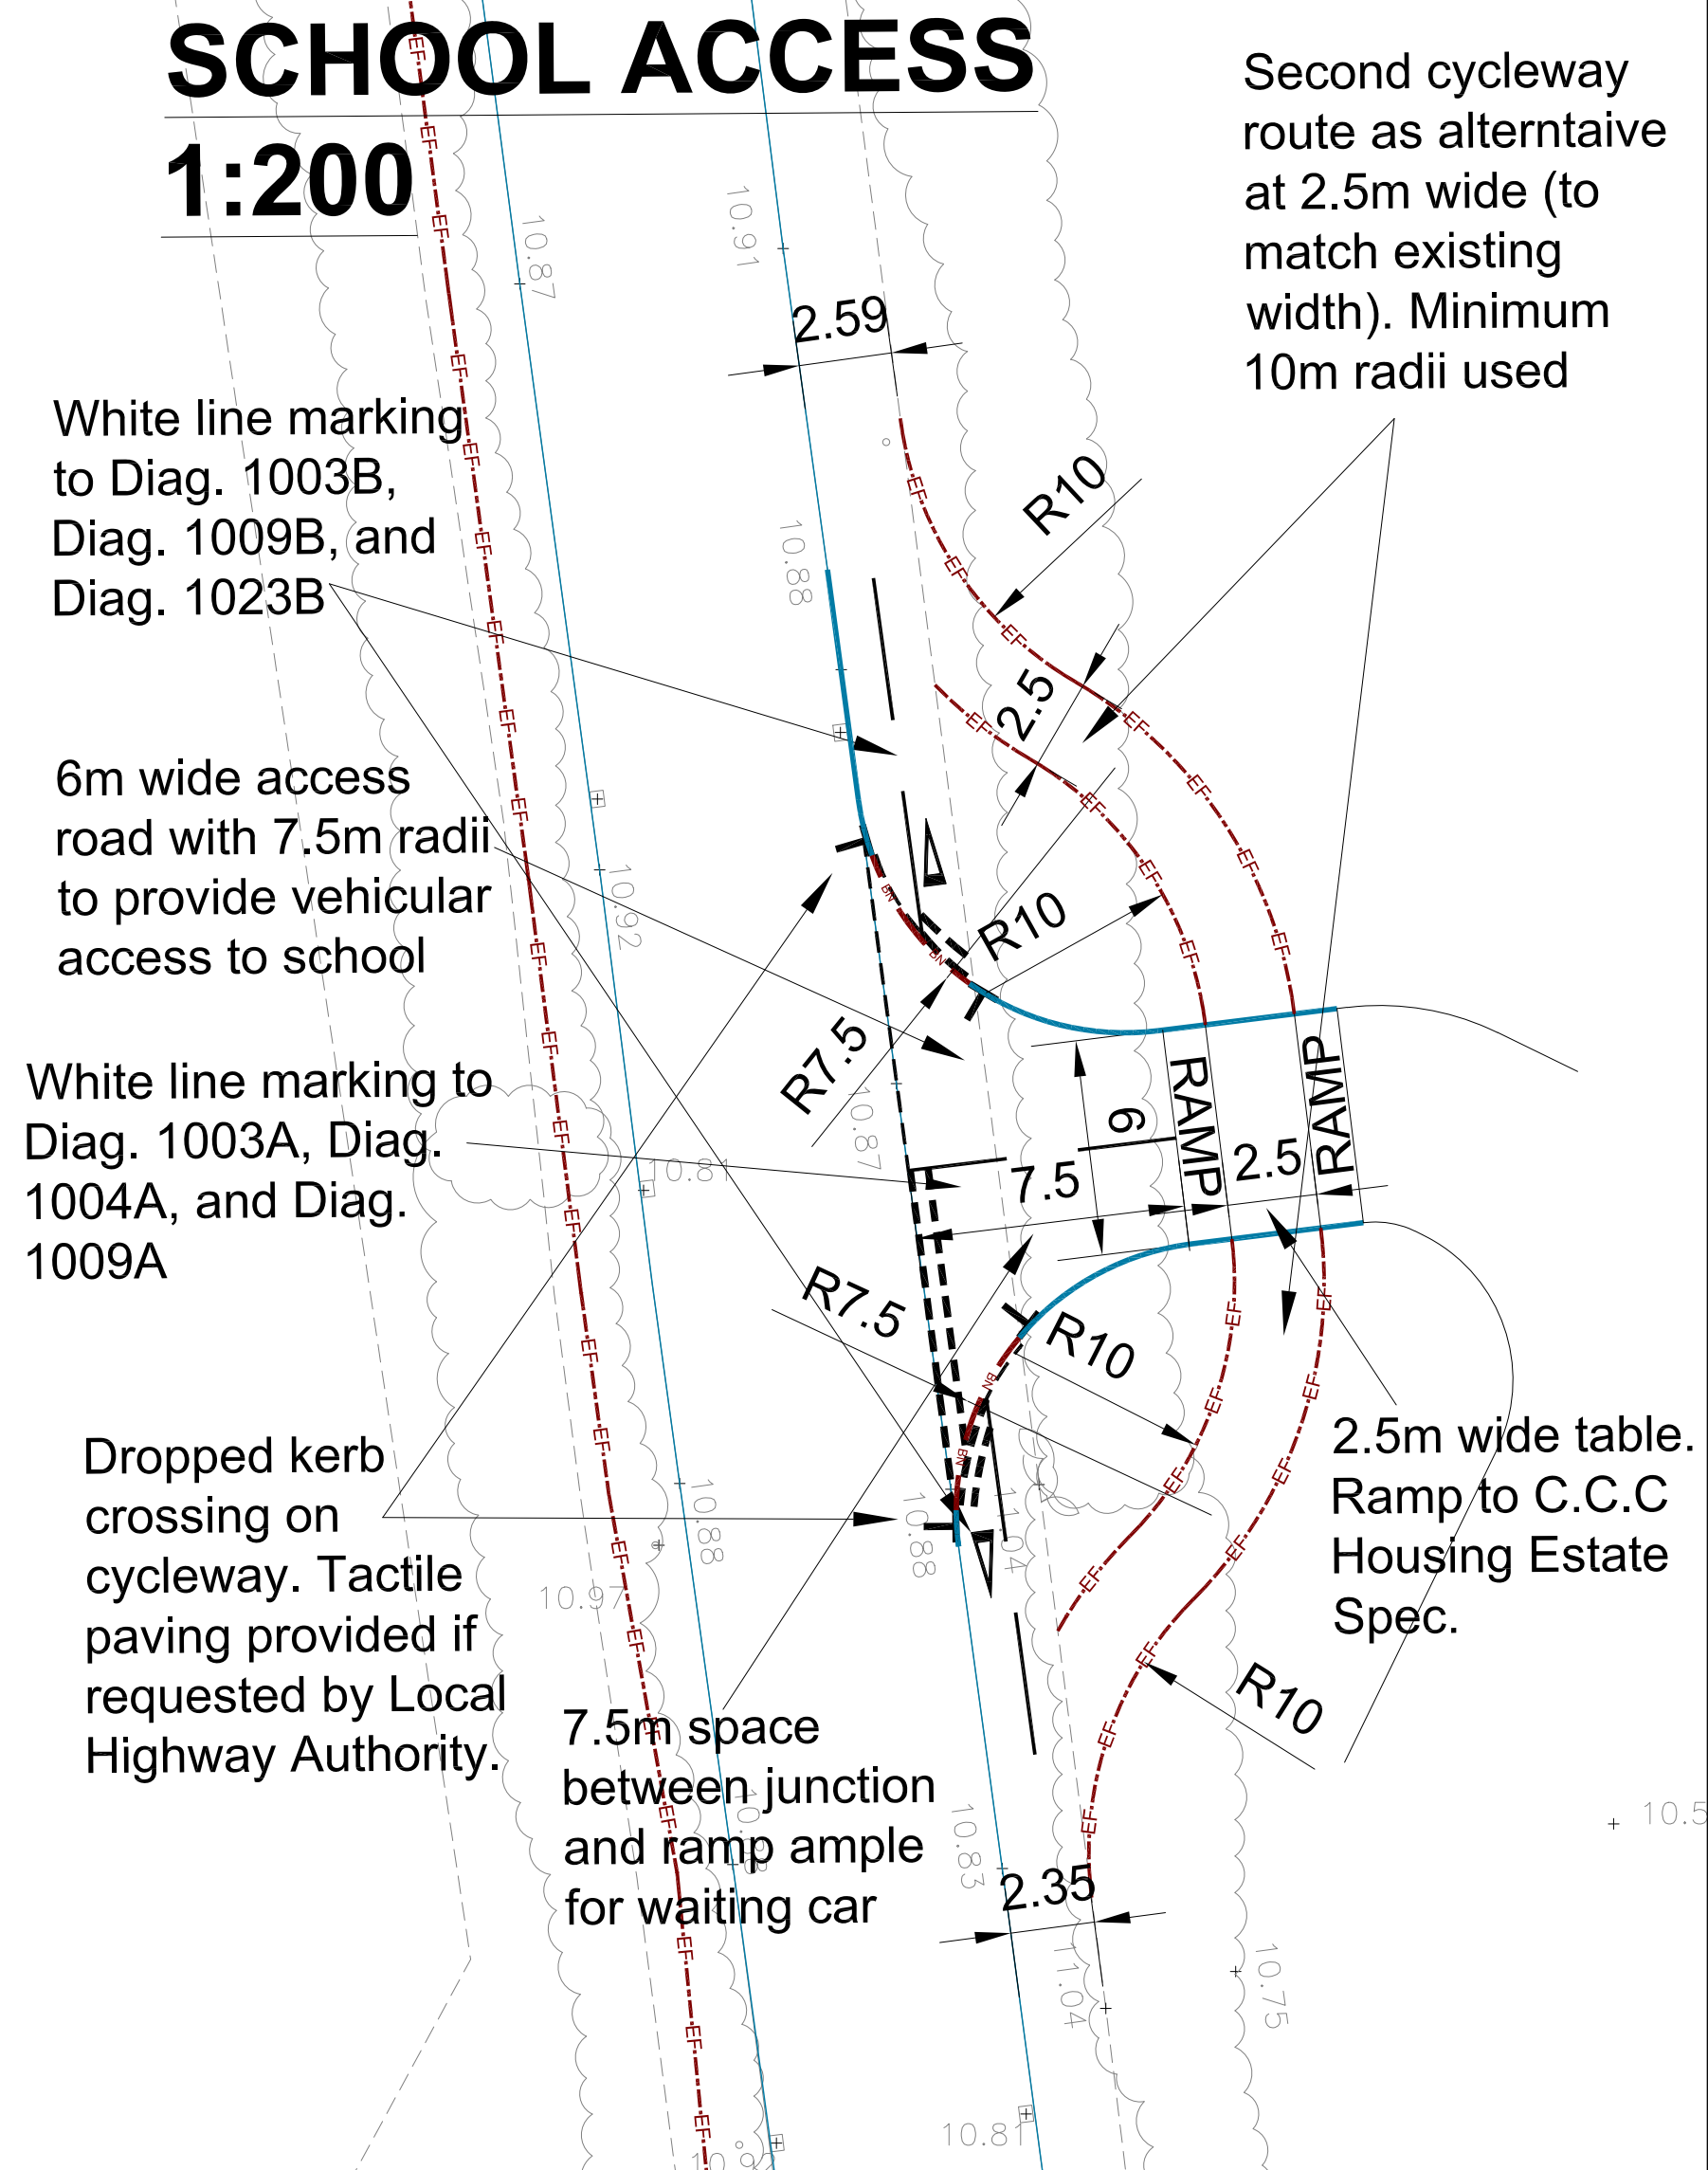 SCHOOL ACCESS
1:200
Second cycleway
route as alterntaive
at 2.5m wide (to
match existing
width). Minimum
10m radii used
White line marking
to Diag. 1003B,
Diag. 1009B, and
Diag. 1023B
6m wide access
road with 7.5m radii
to provide vehicular
access to school
White line marking to
Diag. 1003A, Diag.
1004A, and Diag.
1009A
Dropped kerb
crossing on
cycleway. Tactile
paving provided if
requested by Local
Highway Authority.
7.5m space
between junction
and ramp ample
for waiting car
2.5m wide table.
Ramp to C.C.C
Housing Estate
Spec.
10.87
10.91
2.59
R10
10.88
2.5
10.92
R10
R7.5
10.87
RAMP
RAMP
6
7.5
2.5
10.81
R7.5
R10
10.88
10.88
11.04
10.97
R10
10.83
2.35
10.5
11.04
10.75
10.81
EF
BN